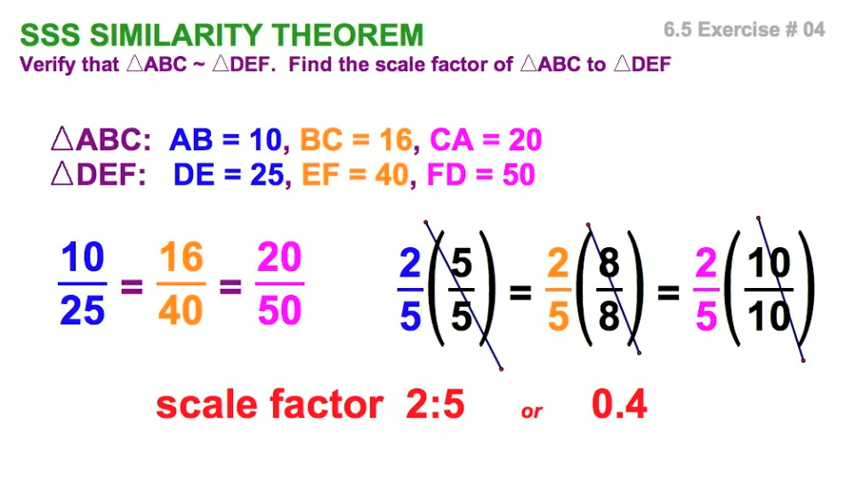 SSS SIMILARITY THEOREM
6.5 Exercise # 04
Verify that △ABC ~ △DEF. Find the scale factor of △ABC to △DEF
△ABC: AB = 10, BC = 16, CA = 20
△DEF: DE = 25, EF = 40, FD = 50
10/25 = 16/40 = 20/50
2/5 (5/5) = 2/5 (8/8) = 2/5 (10/10)
scale factor 2:5 or 0.4